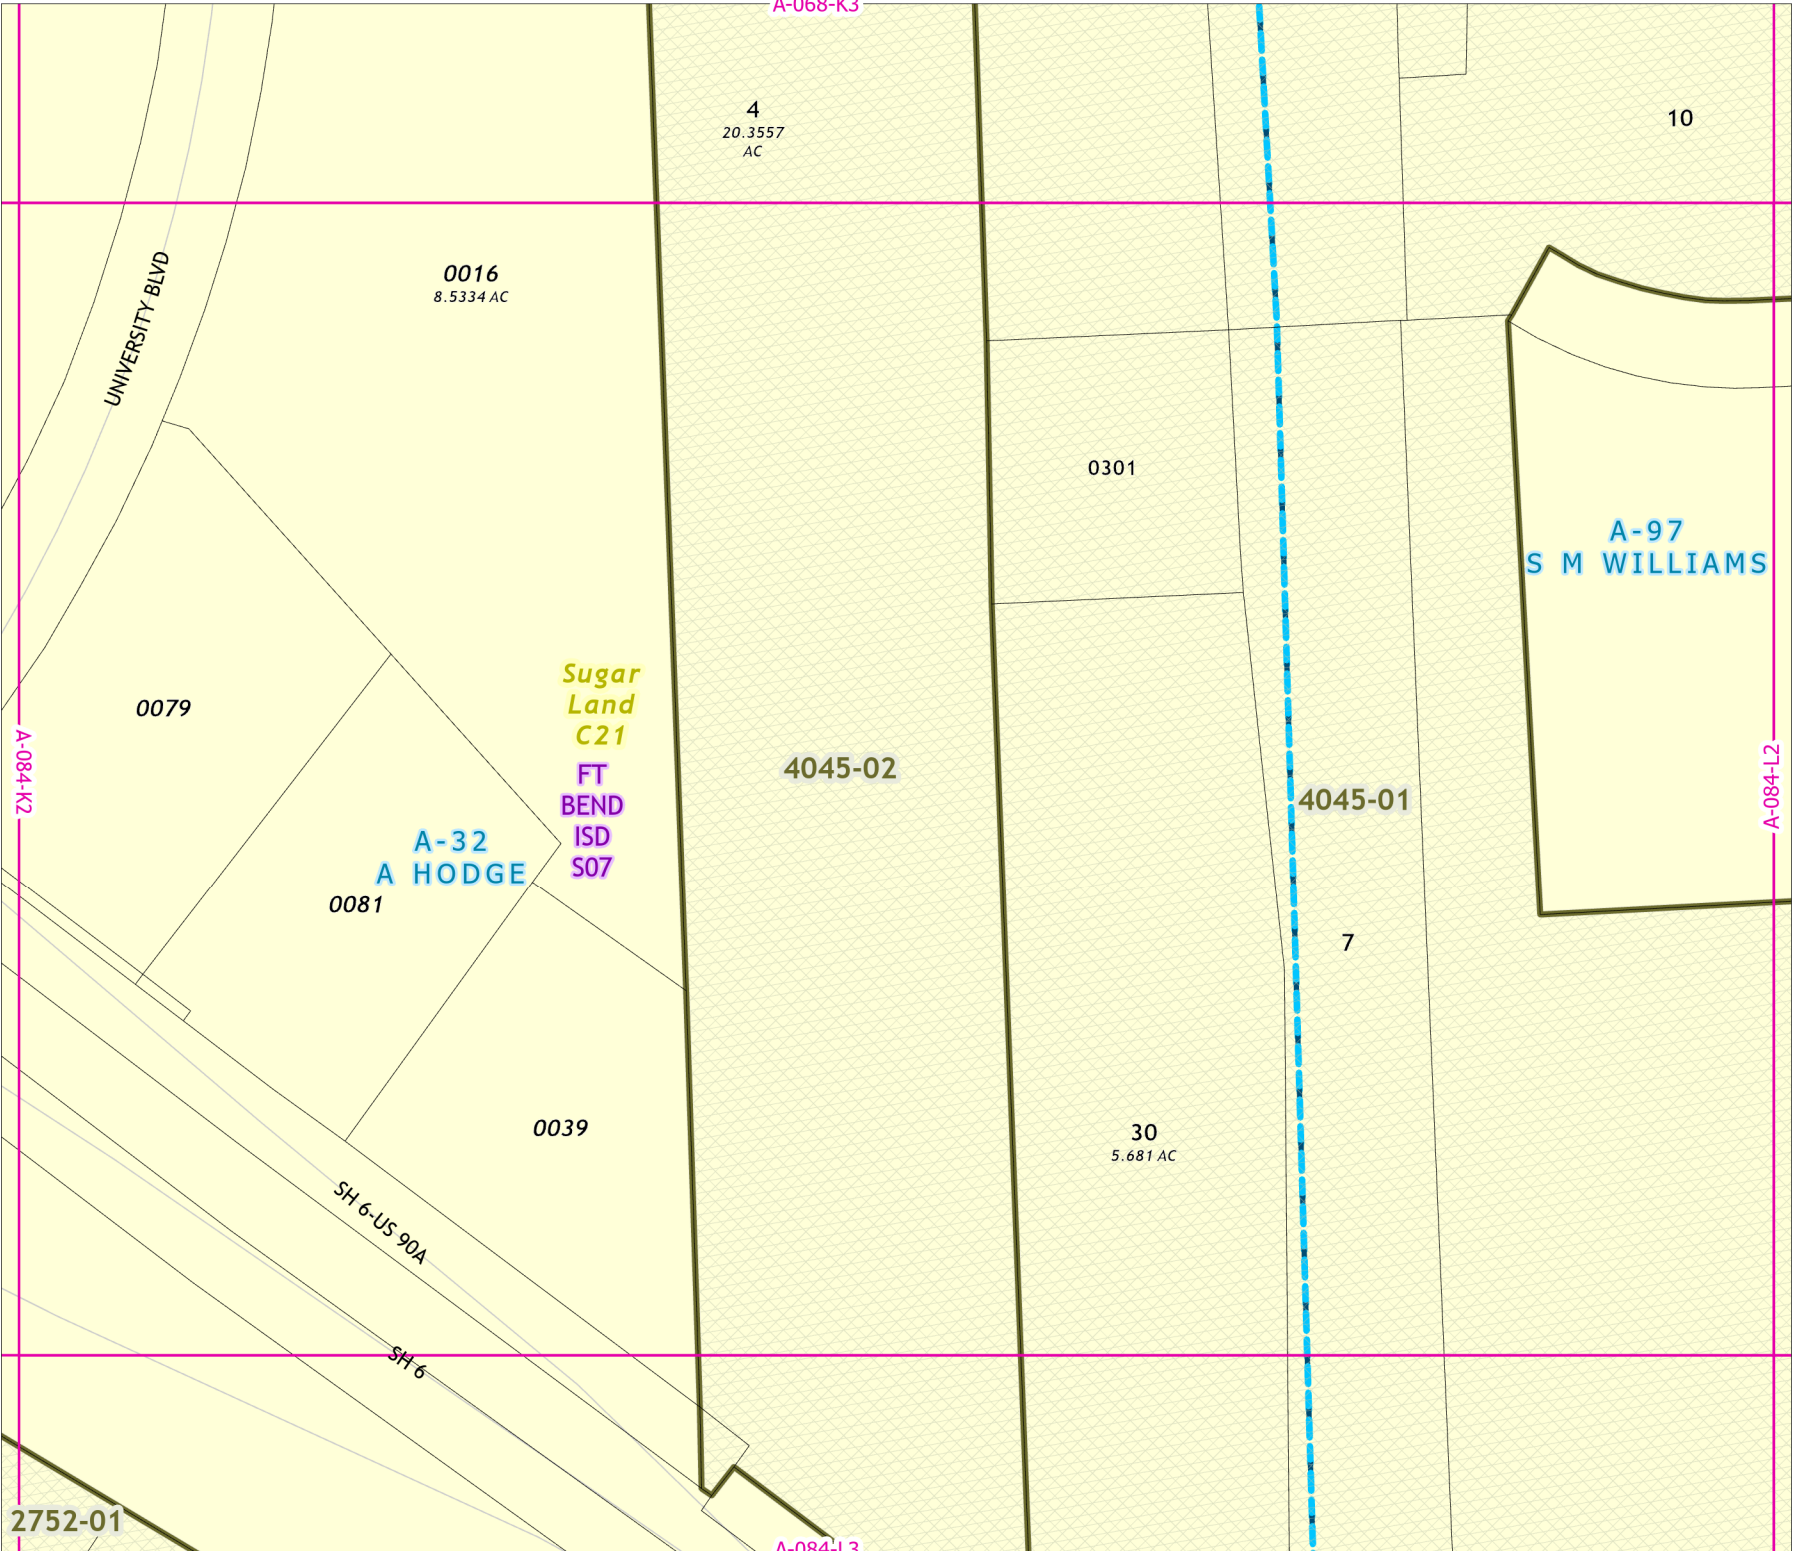 A-068-K3
4
20.3557
AC
10
0016
8.5334 AC
UNIVERSITY BLVD
0301
A-97
S M WILLIAMS
Sugar
Land
C21
0079
A-084-K2
FT
BEND
ISD
S07
4045-02
4045-01
A-084-L2
A-32
A HODGE
0081
7
0039
30
5.681 AC
SH 6-US 90A
SH 6
2752-01
A-084-L3